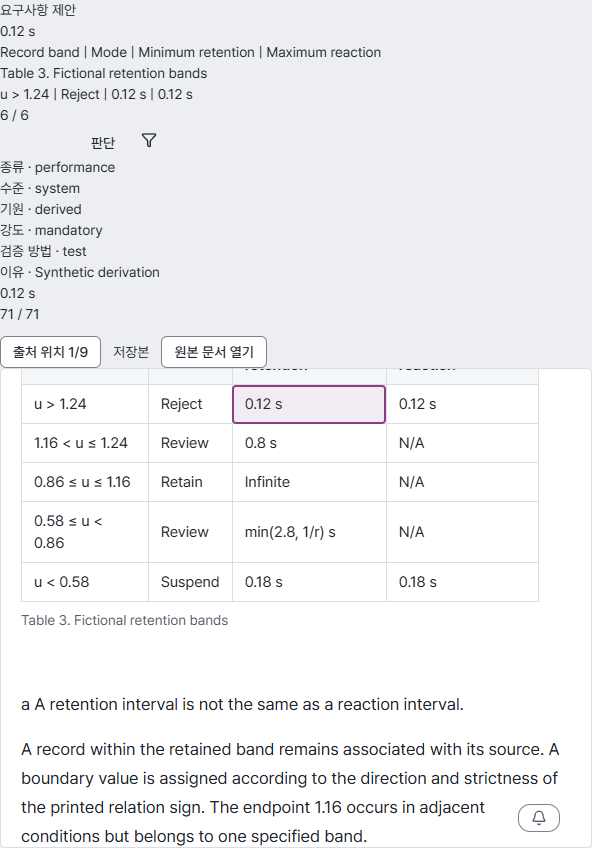 요구사항 제안
0.12 s
Record band | Mode | Minimum retention | Maximum reaction
Table 3. Fictional retention bands
u > 1.24 | Reject | 0.12 s | 0.12 s
6 / 6
판단
종류 · performance
수준 · system
기원 · derived
강도 · mandatory
검증 방법 · test
이유 · Synthetic derivation
0.12 s
71 / 71
출처 위치 1/9 저장본 원본 문서 열기
u > 1.24 Reject 0.12 s 0.12 s
1.16 < u ≤ 1.24 Review 0.8 s N/A
0.86 ≤ u ≤ 1.16 Retain Infinite N/A
0.58 ≤ u <
0.86 Review min(2.8, 1/r) s N/A
u < 0.58 Suspend 0.18 s 0.18 s
Table 3. Fictional retention bands
a A retention interval is not the same as a reaction interval.
A record within the retained band remains associated with its source. A
boundary value is assigned according to the direction and strictness of
the printed relation sign. The endpoint 1.16 occurs in adjacent
conditions but belongs to one specified band.